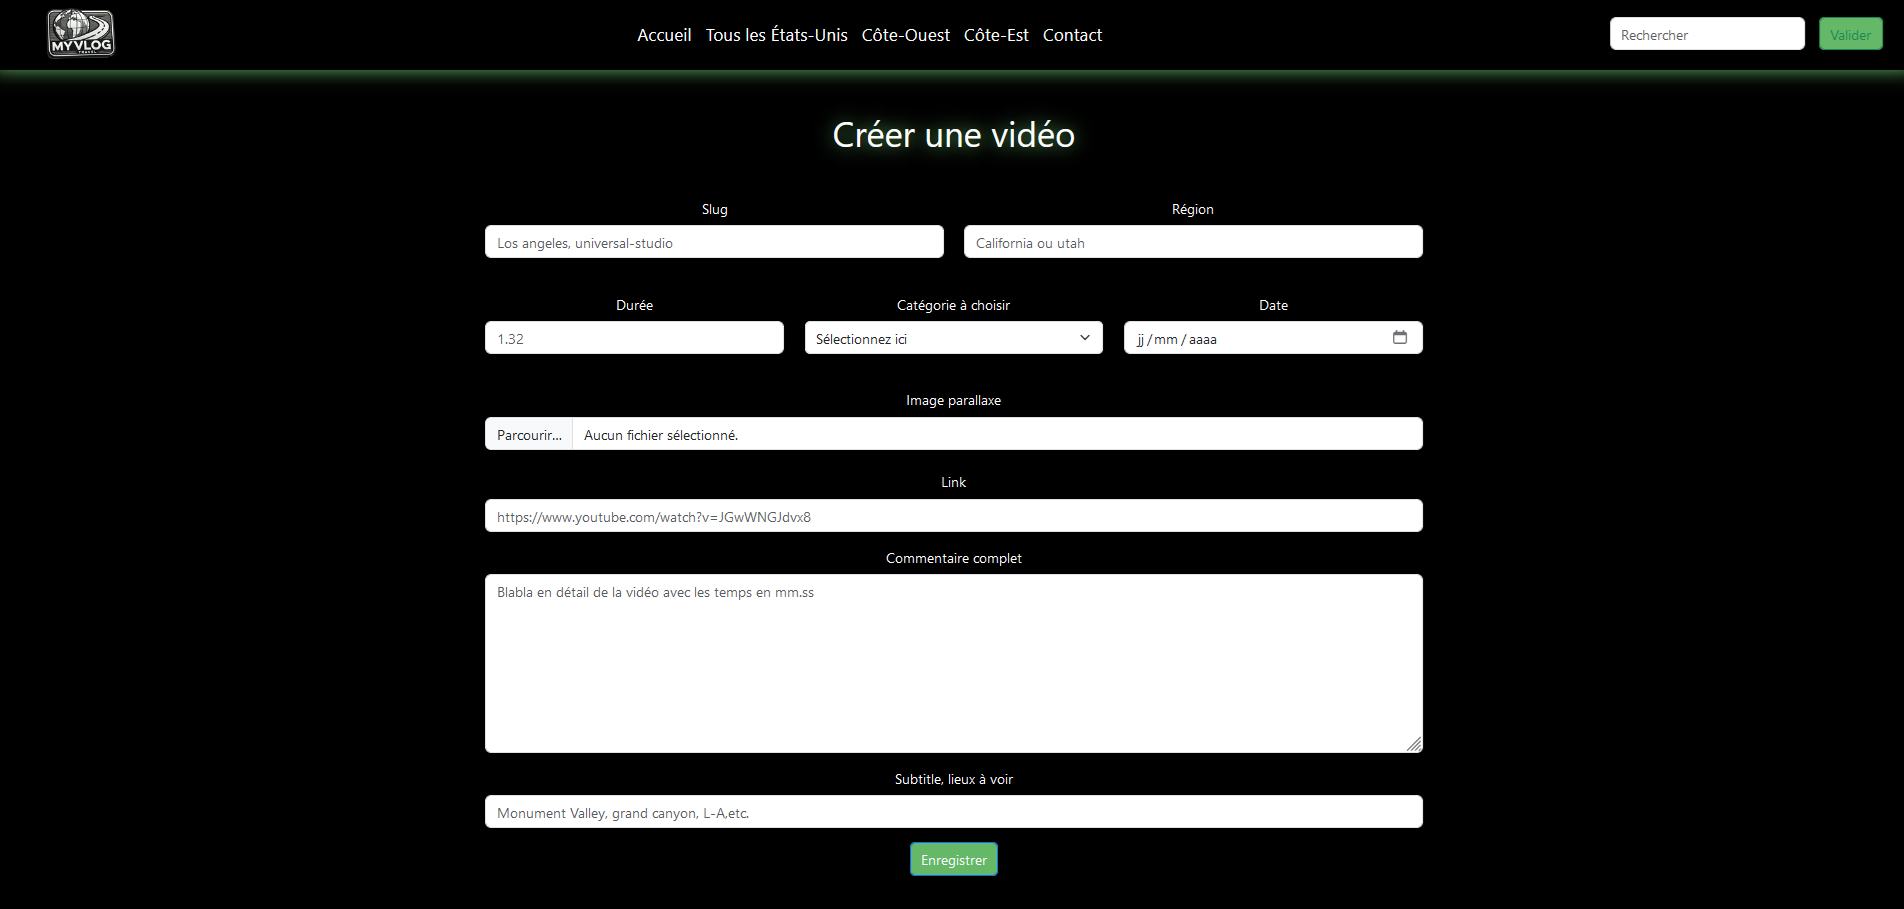 MYVLOG
TRAVEL
Accueil Tous les États-Unis Côte-Ouest Côte-Est Contact Rechercher Valider
Créer une vidéo
Slug Région
Los angeles, universal-studio California ou utah
Durée Catégorie à choisir Date
1.32 Sélectionnez ici jj/mm/aaaa
Image parallaxe
Parcourir... Aucun fichier sélectionné.
Link
https://www.youtube.com/watch?v=JGwWNGJdvx8
Commentaire complet
Blabla en détail de la vidéo avec les temps en mm.ss
Subtitle, lieux à voir
Monument Valley, grand canyon, L-A,etc.
Enregistrer